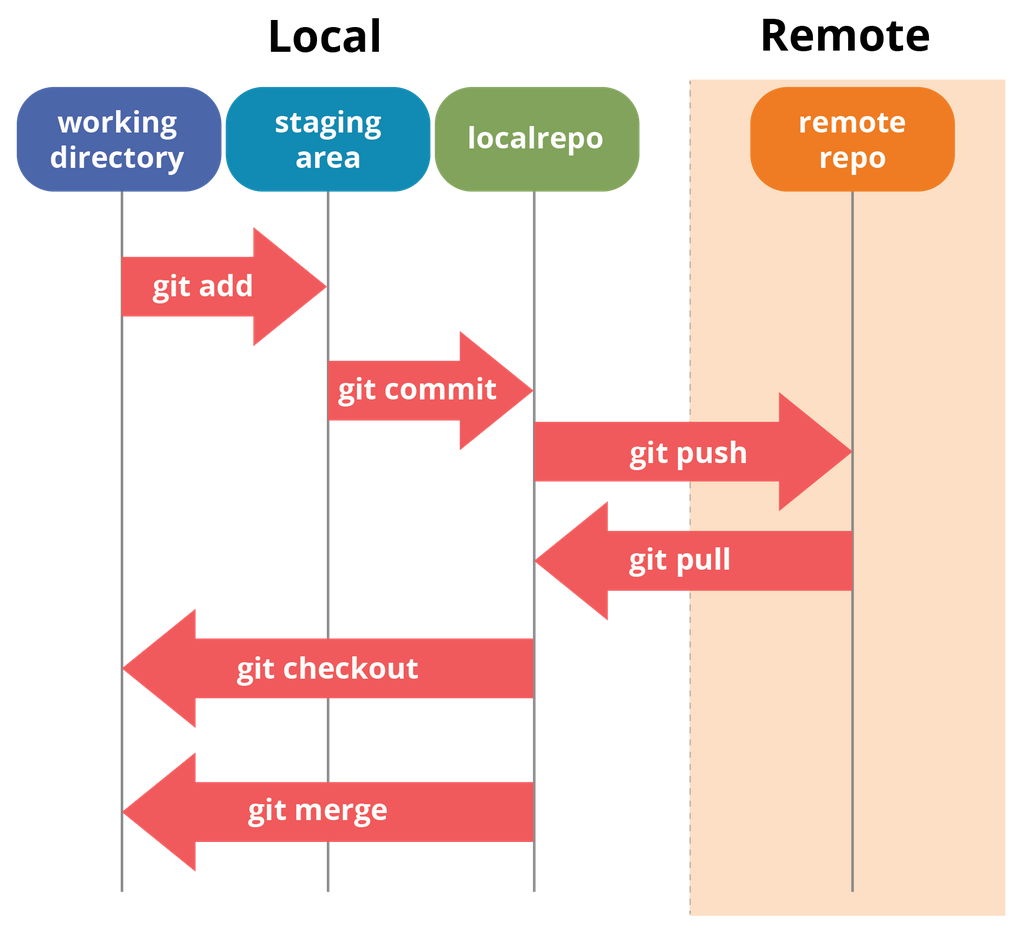 Local
Remote
working
directory
staging
area
localrepo
remote
repo
git add
git commit
git push
git pull
git checkout
git merge